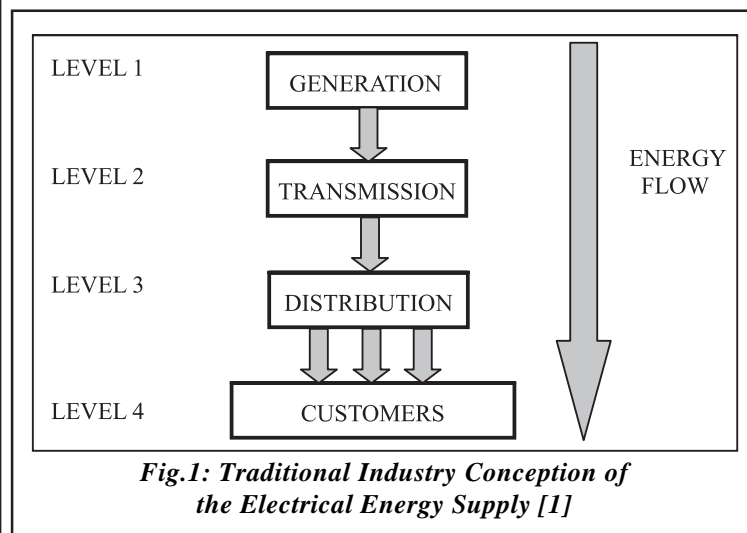 LEVEL 1
GENERATION
LEVEL 2
TRANSMISSION
ENERGY
FLOW
LEVEL 3
DISTRIBUTION
LEVEL 4
CUSTOMERS
Fig.1: Traditional Industry Conception of
the Electrical Energy Supply [1]